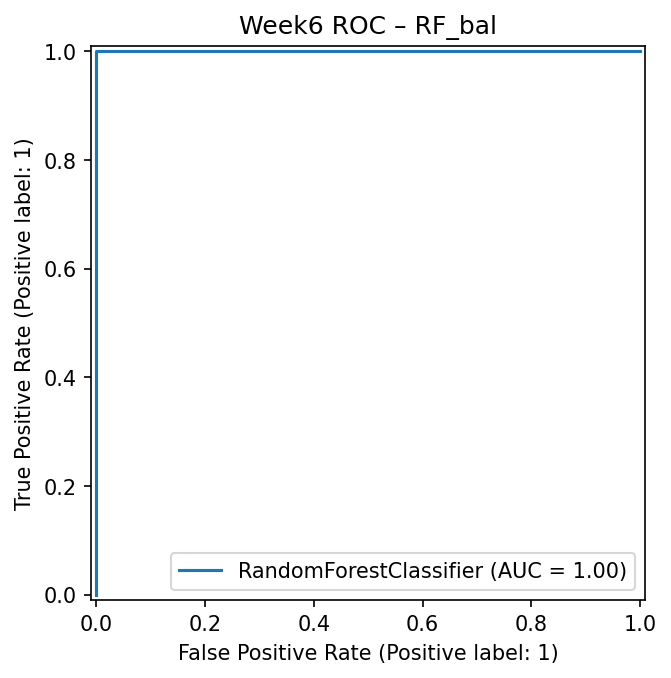 Week6 ROC – RF_bal
True Positive Rate (Positive label: 1)
1.0
0.8
0.6
0.4
0.2
0.0
RandomForestClassifier (AUC = 1.00)
0.0 0.2 0.4 0.6 0.8 1.0
False Positive Rate (Positive label: 1)